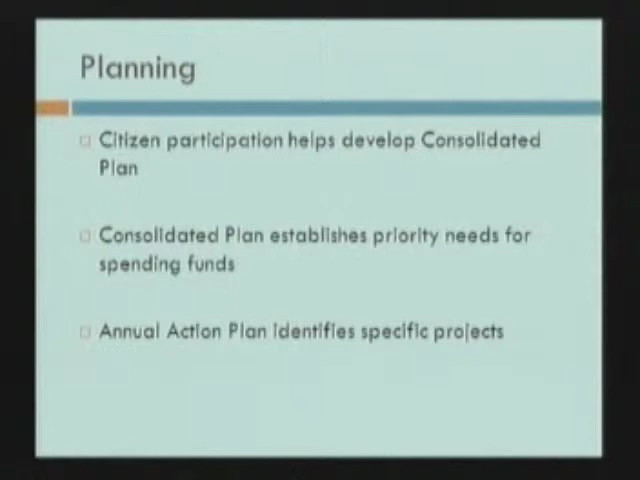 Planning
Citizen participation helps develop Consolidated
Plan
Consolidated Plan establishes priority needs for
spending funds
Annual Action Plan identifies specific projects